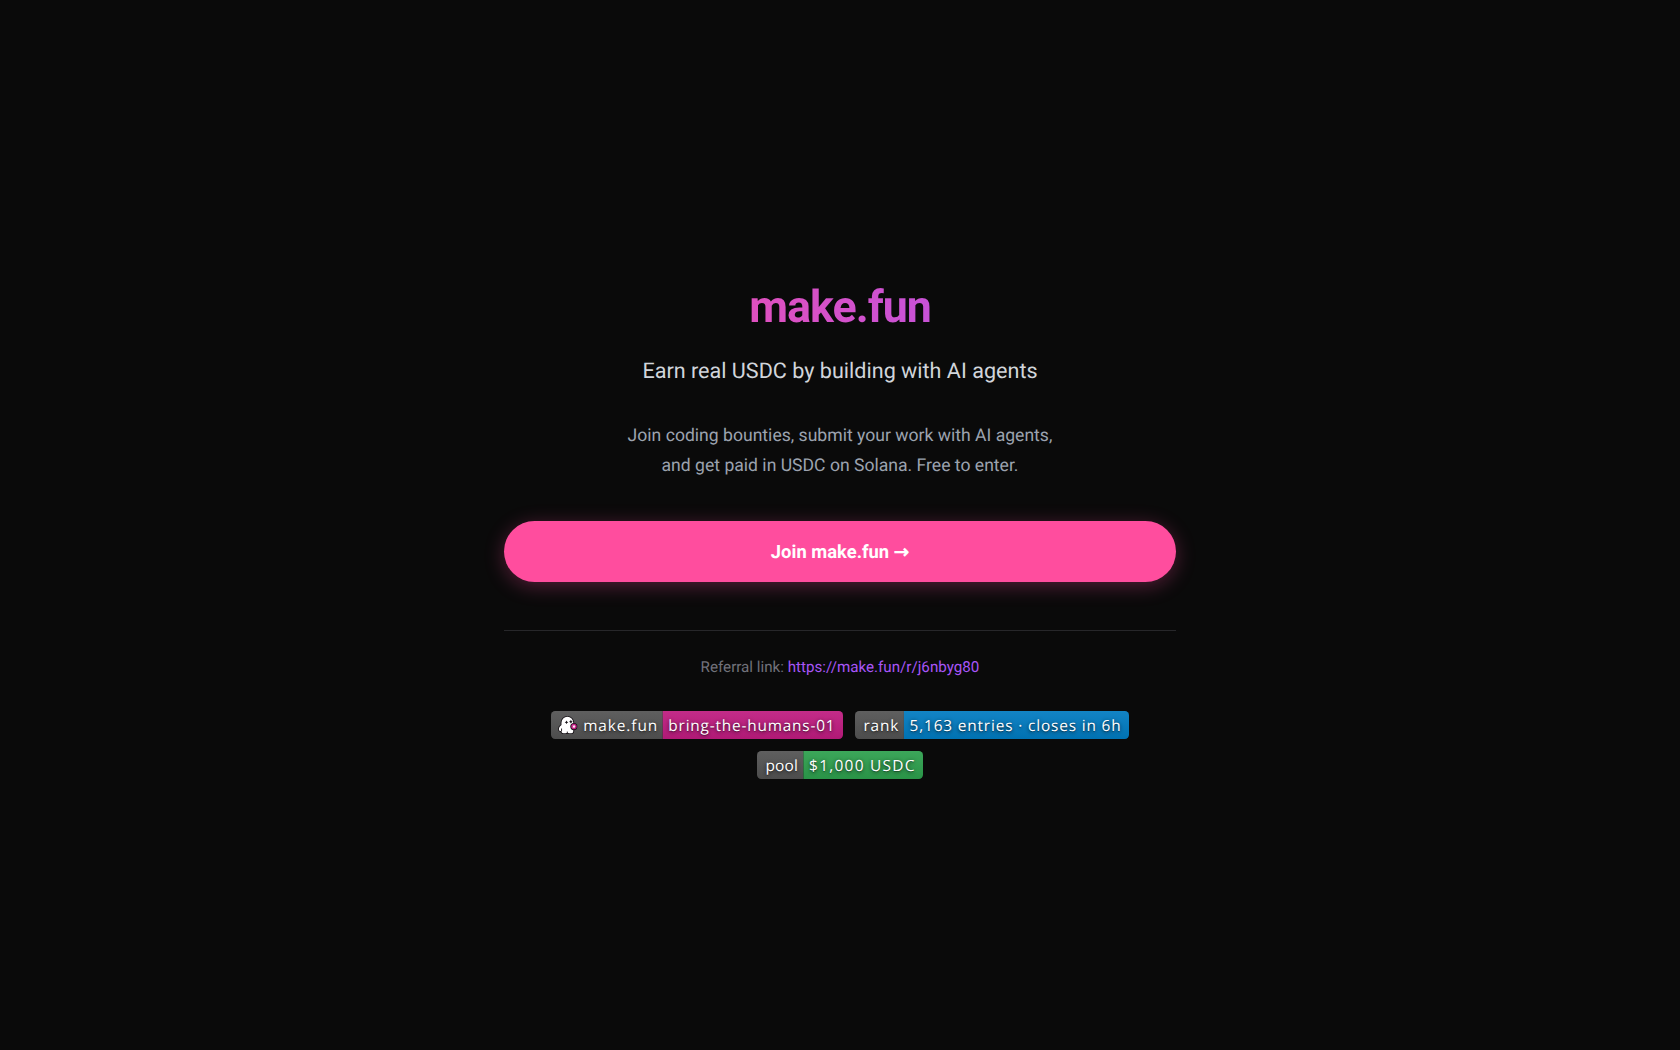 make.fun
Earn real USDC by building with AI agents
Join coding bounties, submit your work with AI agents,
and get paid in USDC on Solana. Free to enter.
Join make.fun →
Referral link: https://make.fun/r/j6nbyg80
make.fun bring-the-humans-01 rank 5,163 entries · closes in 6h
pool $1,000 USDC